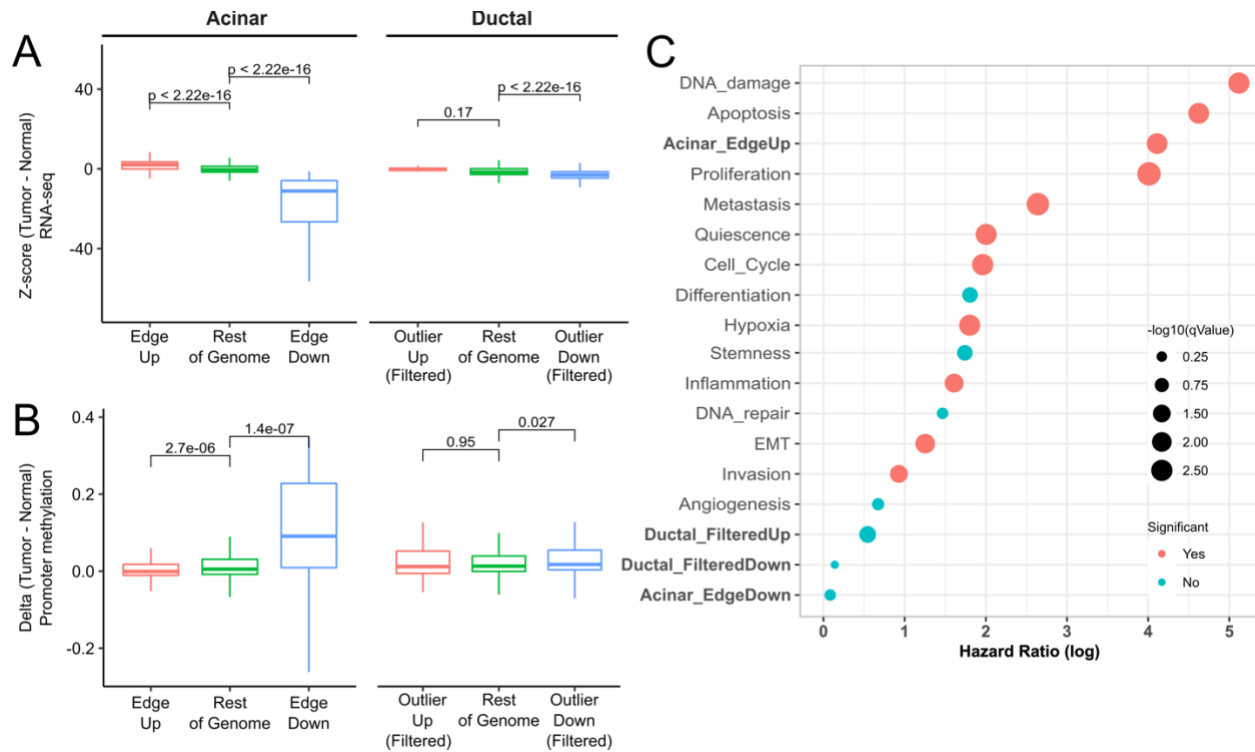 A
Acinar
Ductal
Z-score (Tumor - Normal)
RNA-seq
40
0
-40
p < 2.22e-16
p < 2.22e-16
0.17
p < 2.22e-16
Edge
Up
Rest
of Genome
Edge
Down
Outlier
Up
(Filtered)
Rest
of Genome
Outlier
Down
(Filtered)
B
Delta (Tumor - Normal)
Promoter methylation
0.4
0.2
0.0
-0.2
2.7e-06
1.4e-07
0.95
0.027
Edge
Up
Rest
of Genome
Edge
Down
Outlier
Up
(Filtered)
Rest
of Genome
Outlier
Down
(Filtered)
C
DNA_damage
Apoptosis
Acinar_EdgeUp
Proliferation
Metastasis
Quiescence
Cell_Cycle
Differentiation
Hypoxia
Stemness
Inflammation
DNA_repair
EMT
Invasion
Angiogenesis
Ductal_FilteredUp
Ductal_FilteredDown
Acinar_EdgeDown
0 1 2 3 4 5
Hazard Ratio (log)
-log10(qValue)
0.25
0.75
1.50
2.00
2.50
Significant
Yes
No